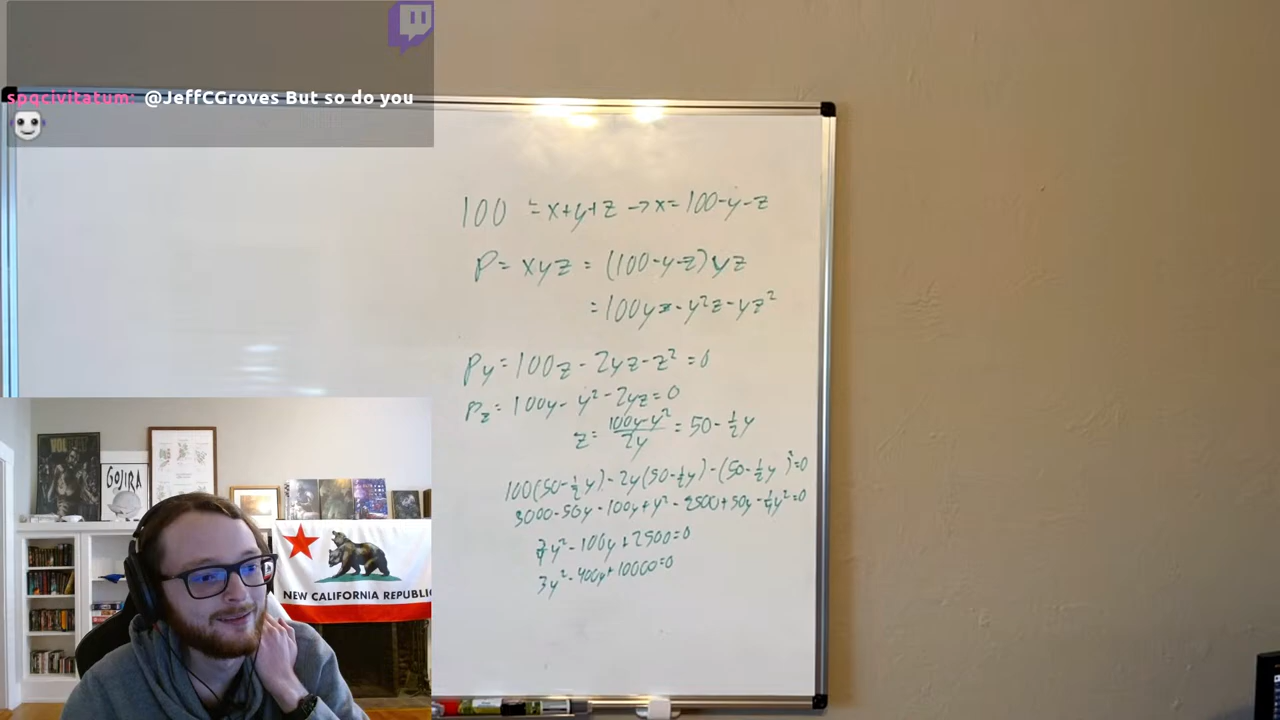 spqcivitatum: @JeffCGroves But so do you
100 = x+y+z → x = 100-y-z
P = xyz = (100-y-z)yz
= 100yz - y²z - yz²
Py = 100z - 2yz - z² = 0
Pz = 100y - y² - 2yz = 0
z = 100y-y²/2y = 50 - ½y
100(50-½y) - 2y(50-½y) - (50-½y)² = 0
5000 - 50y - 100y + y² - 2500 + 50y - ¼y² = 0
¾y² - 100y + 2500 = 0
3y² - 400y + 10000 = 0
GOJIRA
NEW CALIFORNIA REPUBLIC